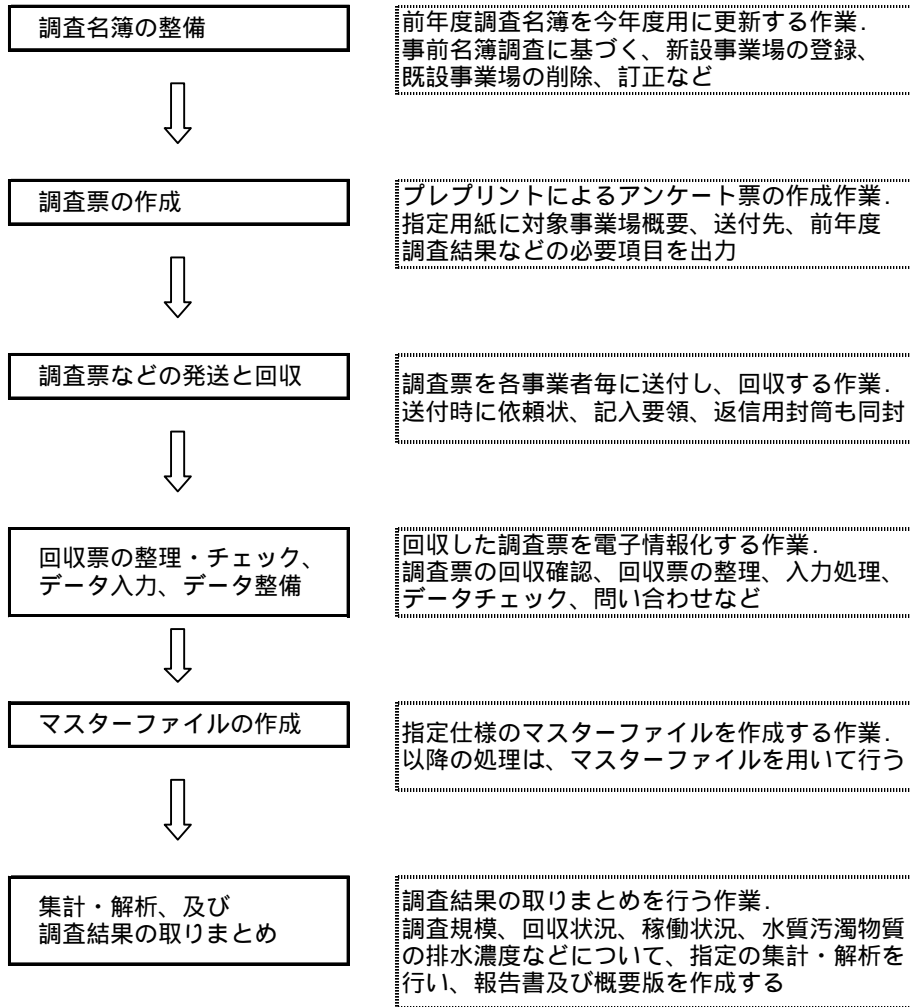 調査名簿の整備
前年度調査名簿を今年度用に更新する作業.
事前名簿調査に基づく、新設事業場の登録、
既設事業場の削除、訂正など
調査票の作成
プレプリントによるアンケート票の作成作業.
指定用紙に対象事業場概要、送付先、前年度
調査結果などの必要項目を出力
調査票などの発送と回収
調査票を各事業者毎に送付し、回収する作業.
送付時に依頼状、記入要領、返信用封筒も同封
回収票の整理・チェック、
データ入力、データ整備
回収した調査票を電子情報化する作業.
調査票の回収確認、回収票の整理、入力処理、
データチェック、問い合わせなど
マスターファイルの作成
指定仕様のマスターファイルを作成する作業.
以降の処理は、マスターファイルを用いて行う
集計・解析、及び
調査結果の取りまとめ
調査結果の取りまとめを行う作業.
調査規模、回収状況、稼働状況、水質汚濁物質
の排水濃度などについて、指定の集計・解析を
行い、報告書及び概要版を作成する